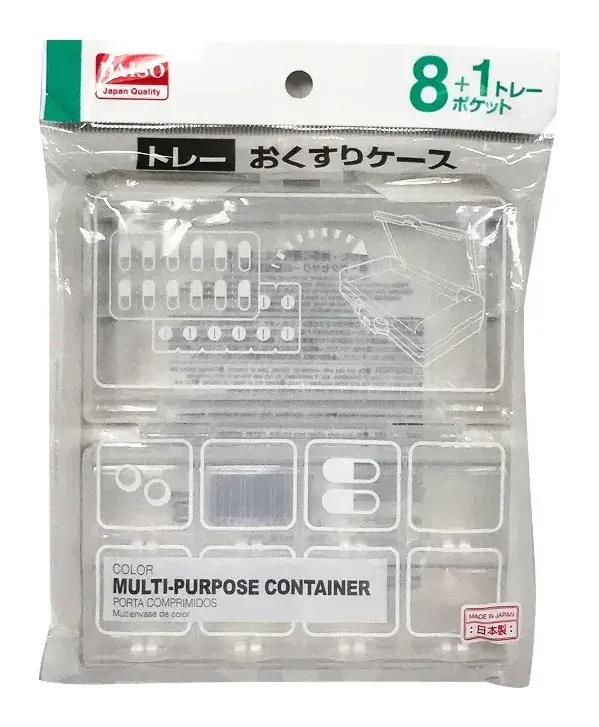 DAISO
Japan Quality
8+1トレー
ポケット
トレー おくすりケース
COLOR
MULTI-PURPOSE CONTAINER
PORTA COMPRIMIDOS
Multienvase de color
MADE IN JAPAN
日本製